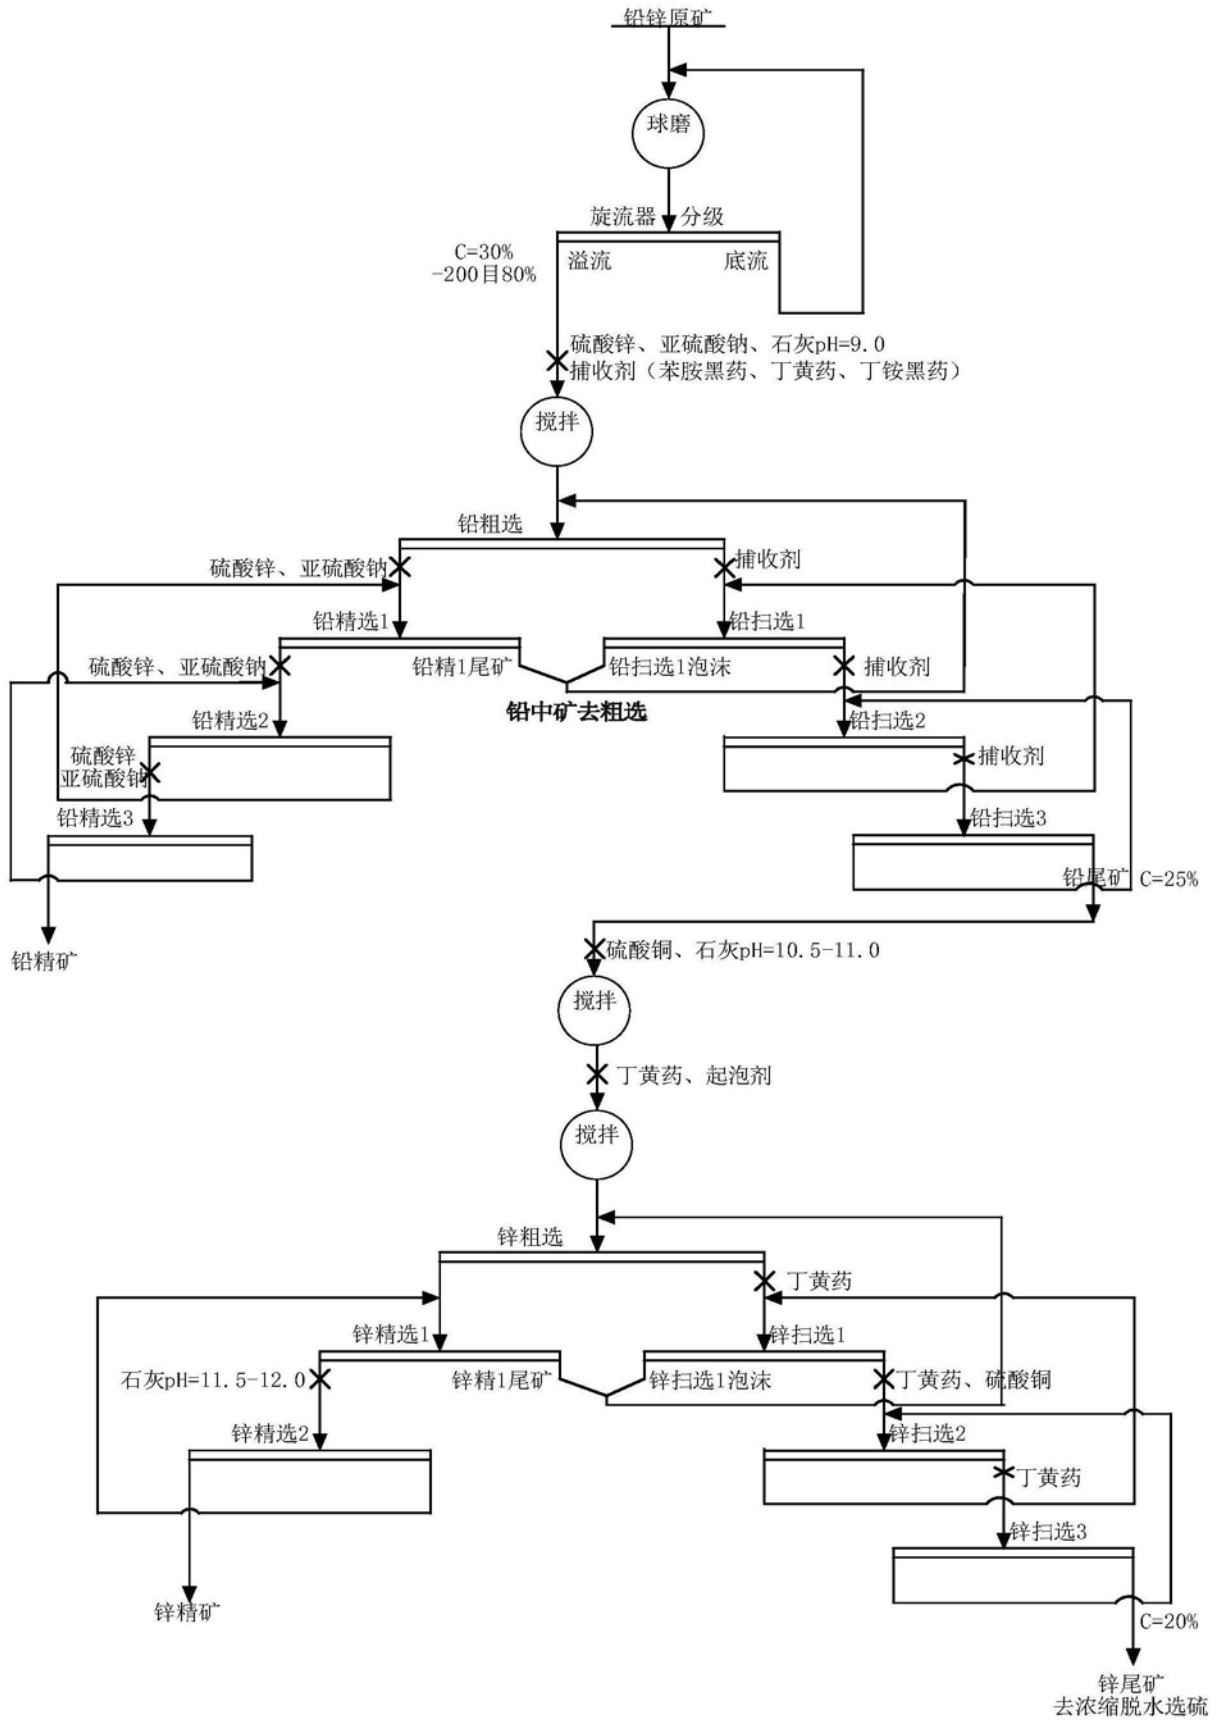 铅锌原矿
球磨
旋流器 分级
C=30%
-200目80%
溢流
底流
硫酸锌、亚硫酸钠、石灰pH=9.0
捕收剂（苯胺黑药、丁黄药、丁铵黑药）
搅拌
铅粗选
硫酸锌、亚硫酸钠
捕收剂
铅精选1
铅扫选1
硫酸锌、亚硫酸钠
铅精1尾矿
铅扫选1泡沫
捕收剂
铅中矿去粗选
铅精选2
铅扫选2
硫酸锌
亚硫酸钠
捕收剂
铅精选3
铅扫选3
铅尾矿 C=25%
铅精矿
硫酸铜、石灰pH=10.5-11.0
搅拌
丁黄药、起泡剂
搅拌
锌粗选
丁黄药
锌精选1
锌扫选1
石灰pH=11.5-12.0
锌精1尾矿
锌扫选1泡沫
丁黄药、硫酸铜
锌精选2
锌扫选2
丁黄药
锌扫选3
锌精矿
C=20%
锌尾矿
去浓缩脱水选硫